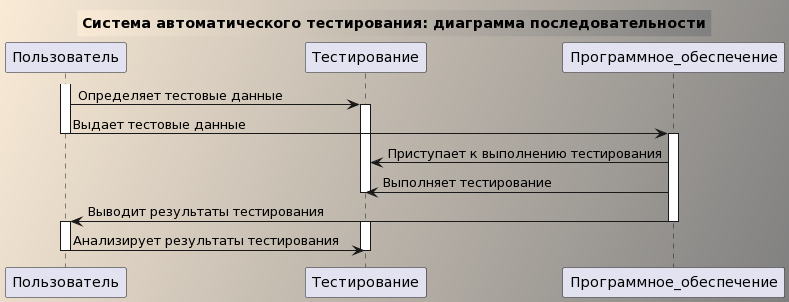 Система автоматического тестирования: диаграмма последовательности
Пользователь
Тестирование
Программное_обеспечение
Определяет тестовые данные
Выдает тестовые данные
Приступает к выполнению тестирования
Выполняет тестирование
Выводит результаты тестирования
Анализирует результаты тестирования
Пользователь
Тестирование
Программное_обеспечение